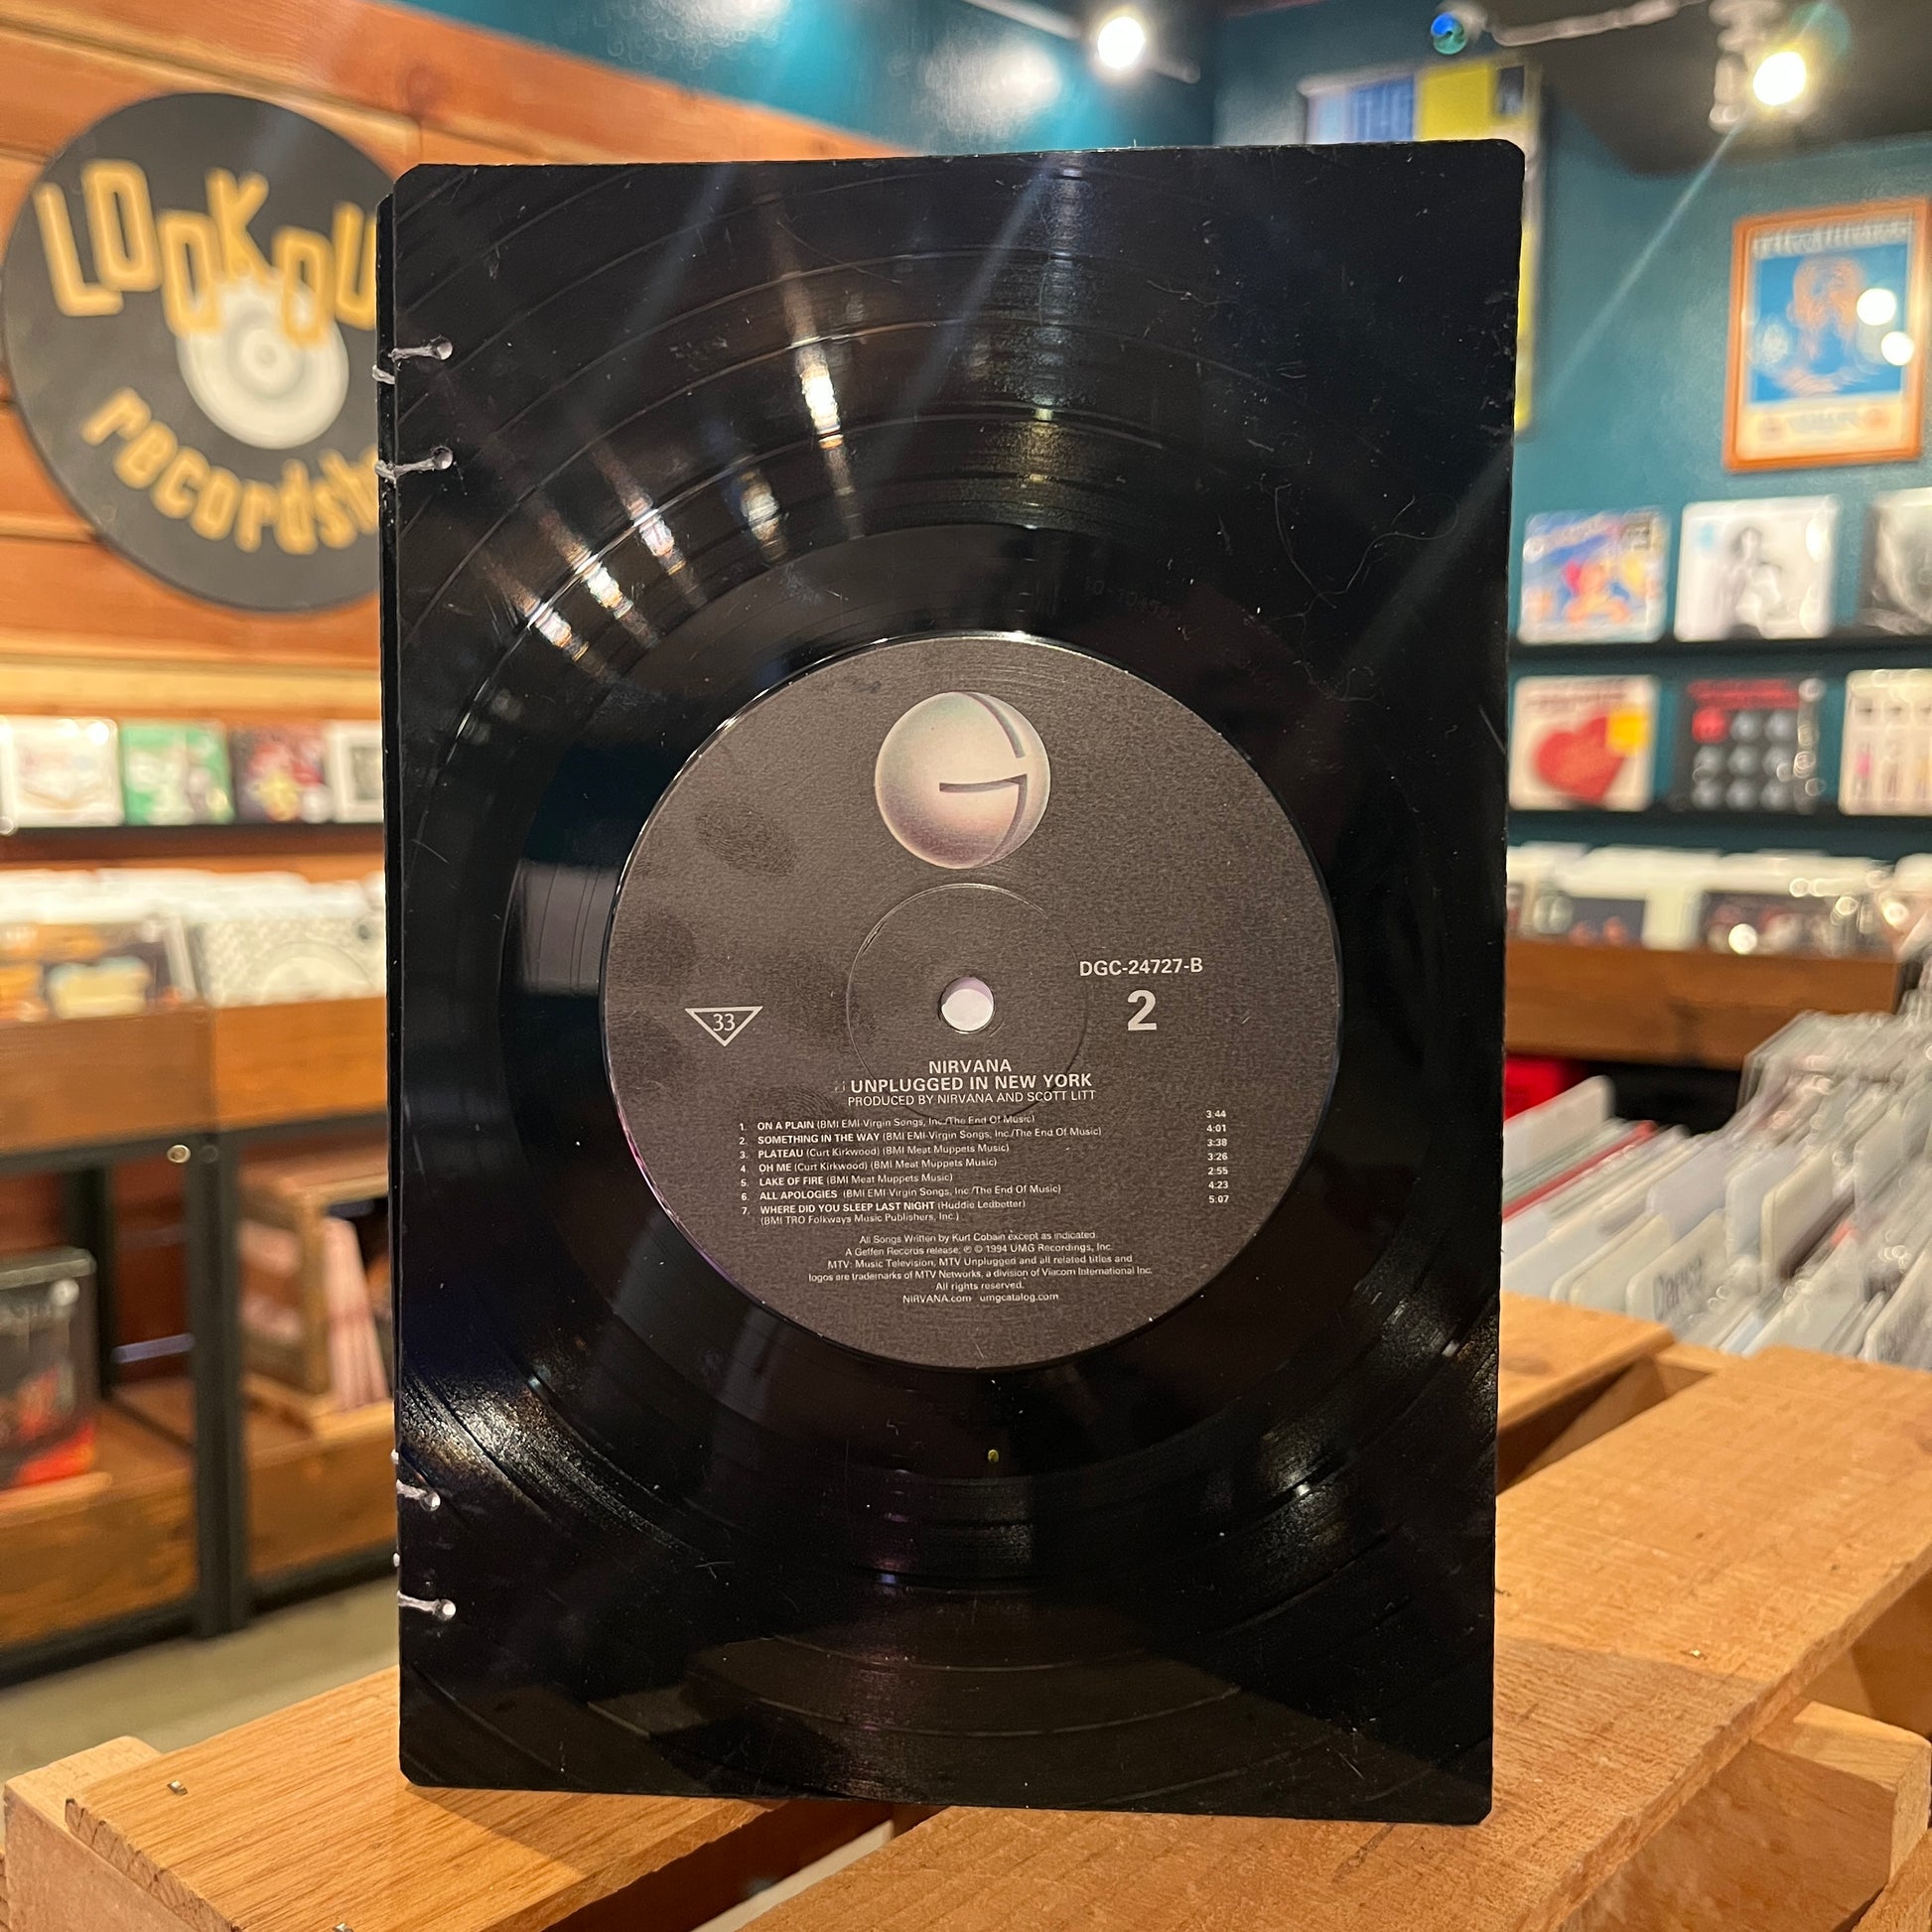 LOOKOU
records
G
DGC-24727-B
33
2
NIRVANA
UNPLUGGED IN NEW YORK
PRODUCED BY NIRVANA AND SCOTT LITT
1. ON A PLAIN (BMI EMI-Virgin Songs, Inc./The End Of Music) 3:44
2. SOMETHING IN THE WAY (BMI EMI-Virgin Songs, Inc./The End Of Music) 4:01
3. PLATEAU (Curt Kirkwood) (BMI Meat Muppets Music) 3:38
4. OH ME (Curt Kirkwood) (BMI Meat Muppets Music) 3:26
5. LAKE OF FIRE (BMI Meat Muppets Music) 2:55
6. ALL APOLOGIES (BMI EMI-Virgin Songs, Inc./The End Of Music) 4:23
7. WHERE DID YOU SLEEP LAST NIGHT (Huddie Ledbetter) 5:07
(BMI TRO Folkways Music Publishers, Inc.)
All Songs Written by Kurt Cobain except as indicated.
A Geffen Records release; ℗ © 1994 UMG Recordings, Inc.
MTV: Music Television, MTV Unplugged and all related titles and
logos are trademarks of MTV Networks, a division of Viacom International Inc.
All rights reserved.
NIRVANA.com umgcatalog.com